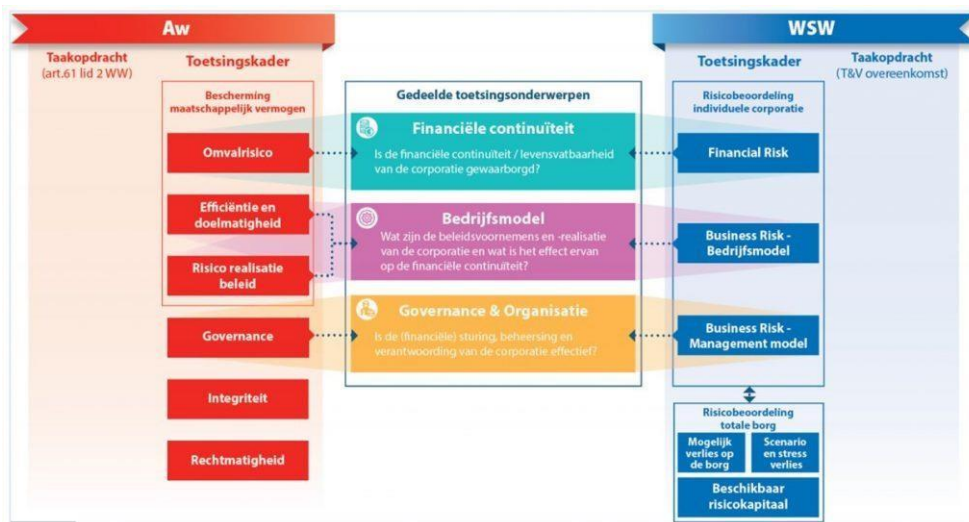 Aw
WSW
Taakopdracht
(art.61 lid 2 WW)
Toetsingskader
Toetsingskader
Taakopdracht
(T&V overeenkomst)
Bescherming
maatschappelijk vermogen
Omvalrisico
Efficiëntie en
doelmatigheid
Risico realisatie
beleid
Governance
Integriteit
Rechtmatigheid
Gedeelde toetsingsonderwerpen
Financiële continuïteit
Is de financiële continuïteit / levensvatbaarheid
van de corporatie gewaarborgd?
Bedrijfsmodel
Wat zijn de beleidsvoornemens en -realisatie
van de corporatie en wat is het effect ervan
op de financiële continuïteit?
Governance & Organisatie
Is de (financiële) sturing, beheersing en
verantwoording van de corporatie effectief?
Risicobeoordeling
individuele corporatie
Financial Risk
Business Risk -
Bedrijfsmodel
Business Risk -
Management model
Risicobeoordeling
totale borg
Mogelijk
verlies op
de borg
Scenario
en stress
verlies
Beschikbaar
risicokapitaal